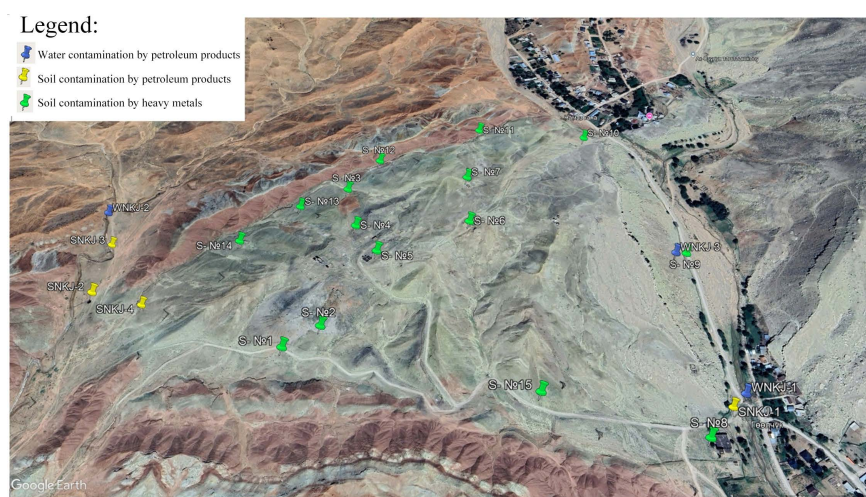 Legend:
Water contamination by petroleum products
Soil contamination by petroleum products
Soil contamination by heavy metals
S- №11
S- №10
S- №12
S- №7
S- №3
S- №13
WNKJ-2
S- №4
S- №6
SNKJ-3
S- №14
S- №5
WNKJ-3
S- №9
SNKJ-2
SNKJ-4
S- №2
S- №1
S- №15
WNKJ-1
SNKJ-1
S- №8
Google Earth